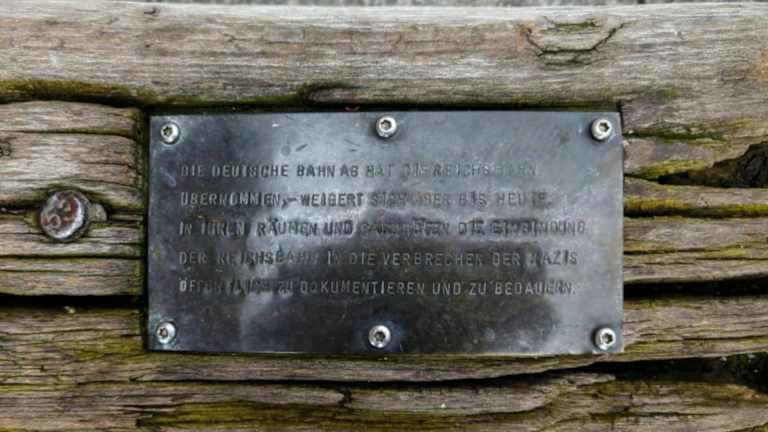 DIE DEUTSCHE BAHN AG HAT DIE REICHSBAHN
ÜBERNOMMEN, WEIGERT SICH ABER BIS HEUTE,
IN IHREN RÄUMEN UND DIE EINBINDUNG
DER REICHSBAHN IN DIE VERBRECHEN DER NAZIS
ÖFFENTLICH ZU DOKUMENTIEREN UND ZU BEDAUERN.